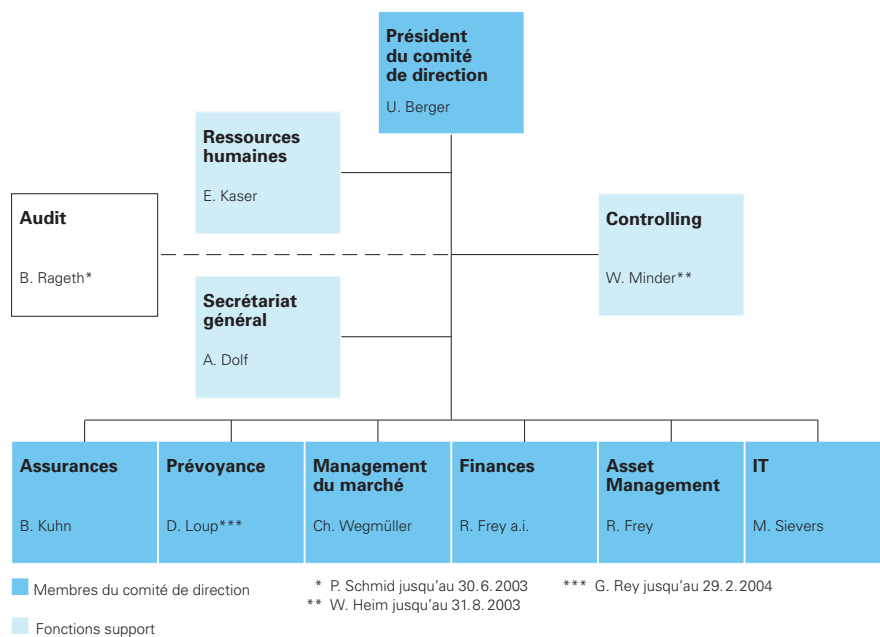 Président
du comité
de direction
U. Berger
Ressources
humaines
E. Kaser
Audit
B. Rageth*
Controlling
W. Minder**
Secrétariat
général
A. Dolf
Assurances
B. Kuhn
Prévoyance
D. Loup***
Management
du marché
Ch. Wegmüller
Finances
R. Frey a.i.
Asset
Management
R. Frey
IT
M. Sievers
Membres du comité de direction
Fonctions support
* P. Schmid jusqu'au 30.6.2003
** W. Heim jusqu'au 31.8.2003
*** G. Rey jusqu'au 29.2.2004